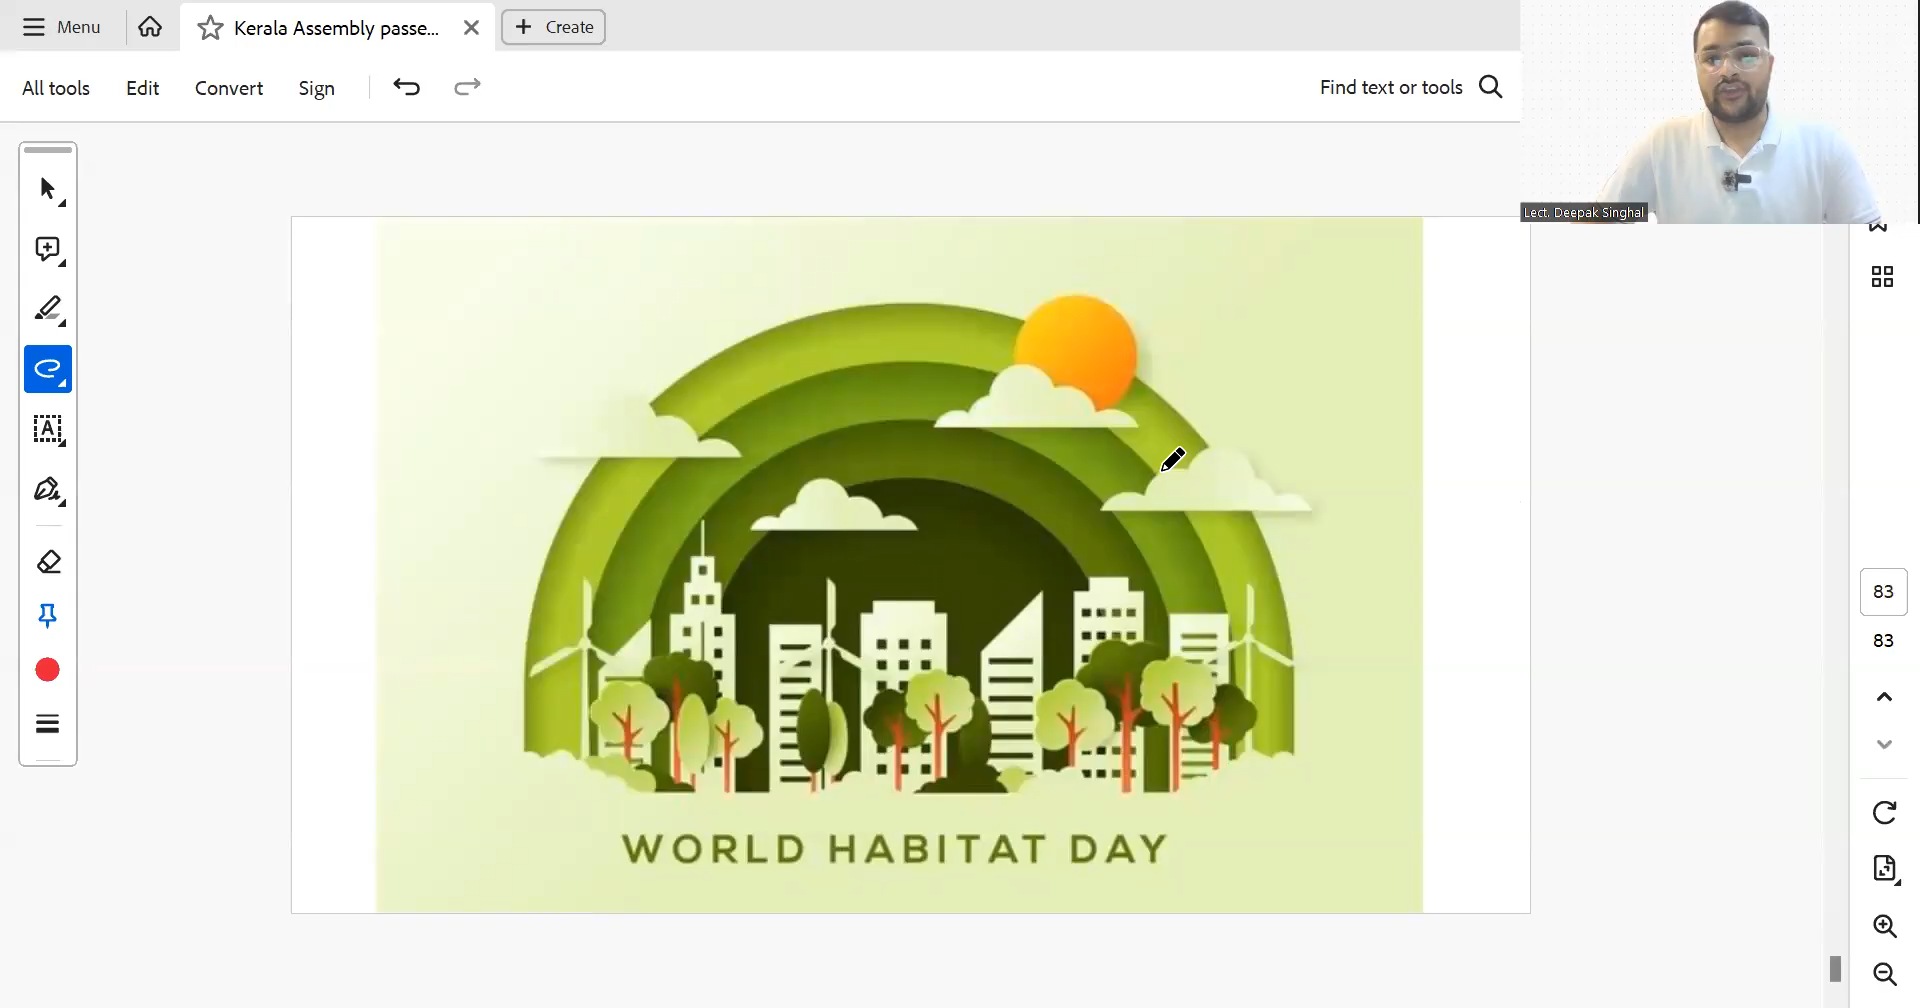 Menu
Kerala Assembly passe...
Create
All tools
Edit
Convert
Sign
Find text or tools
Lect. Deepak Singhal
A
83
83
WORLD HABITAT DAY